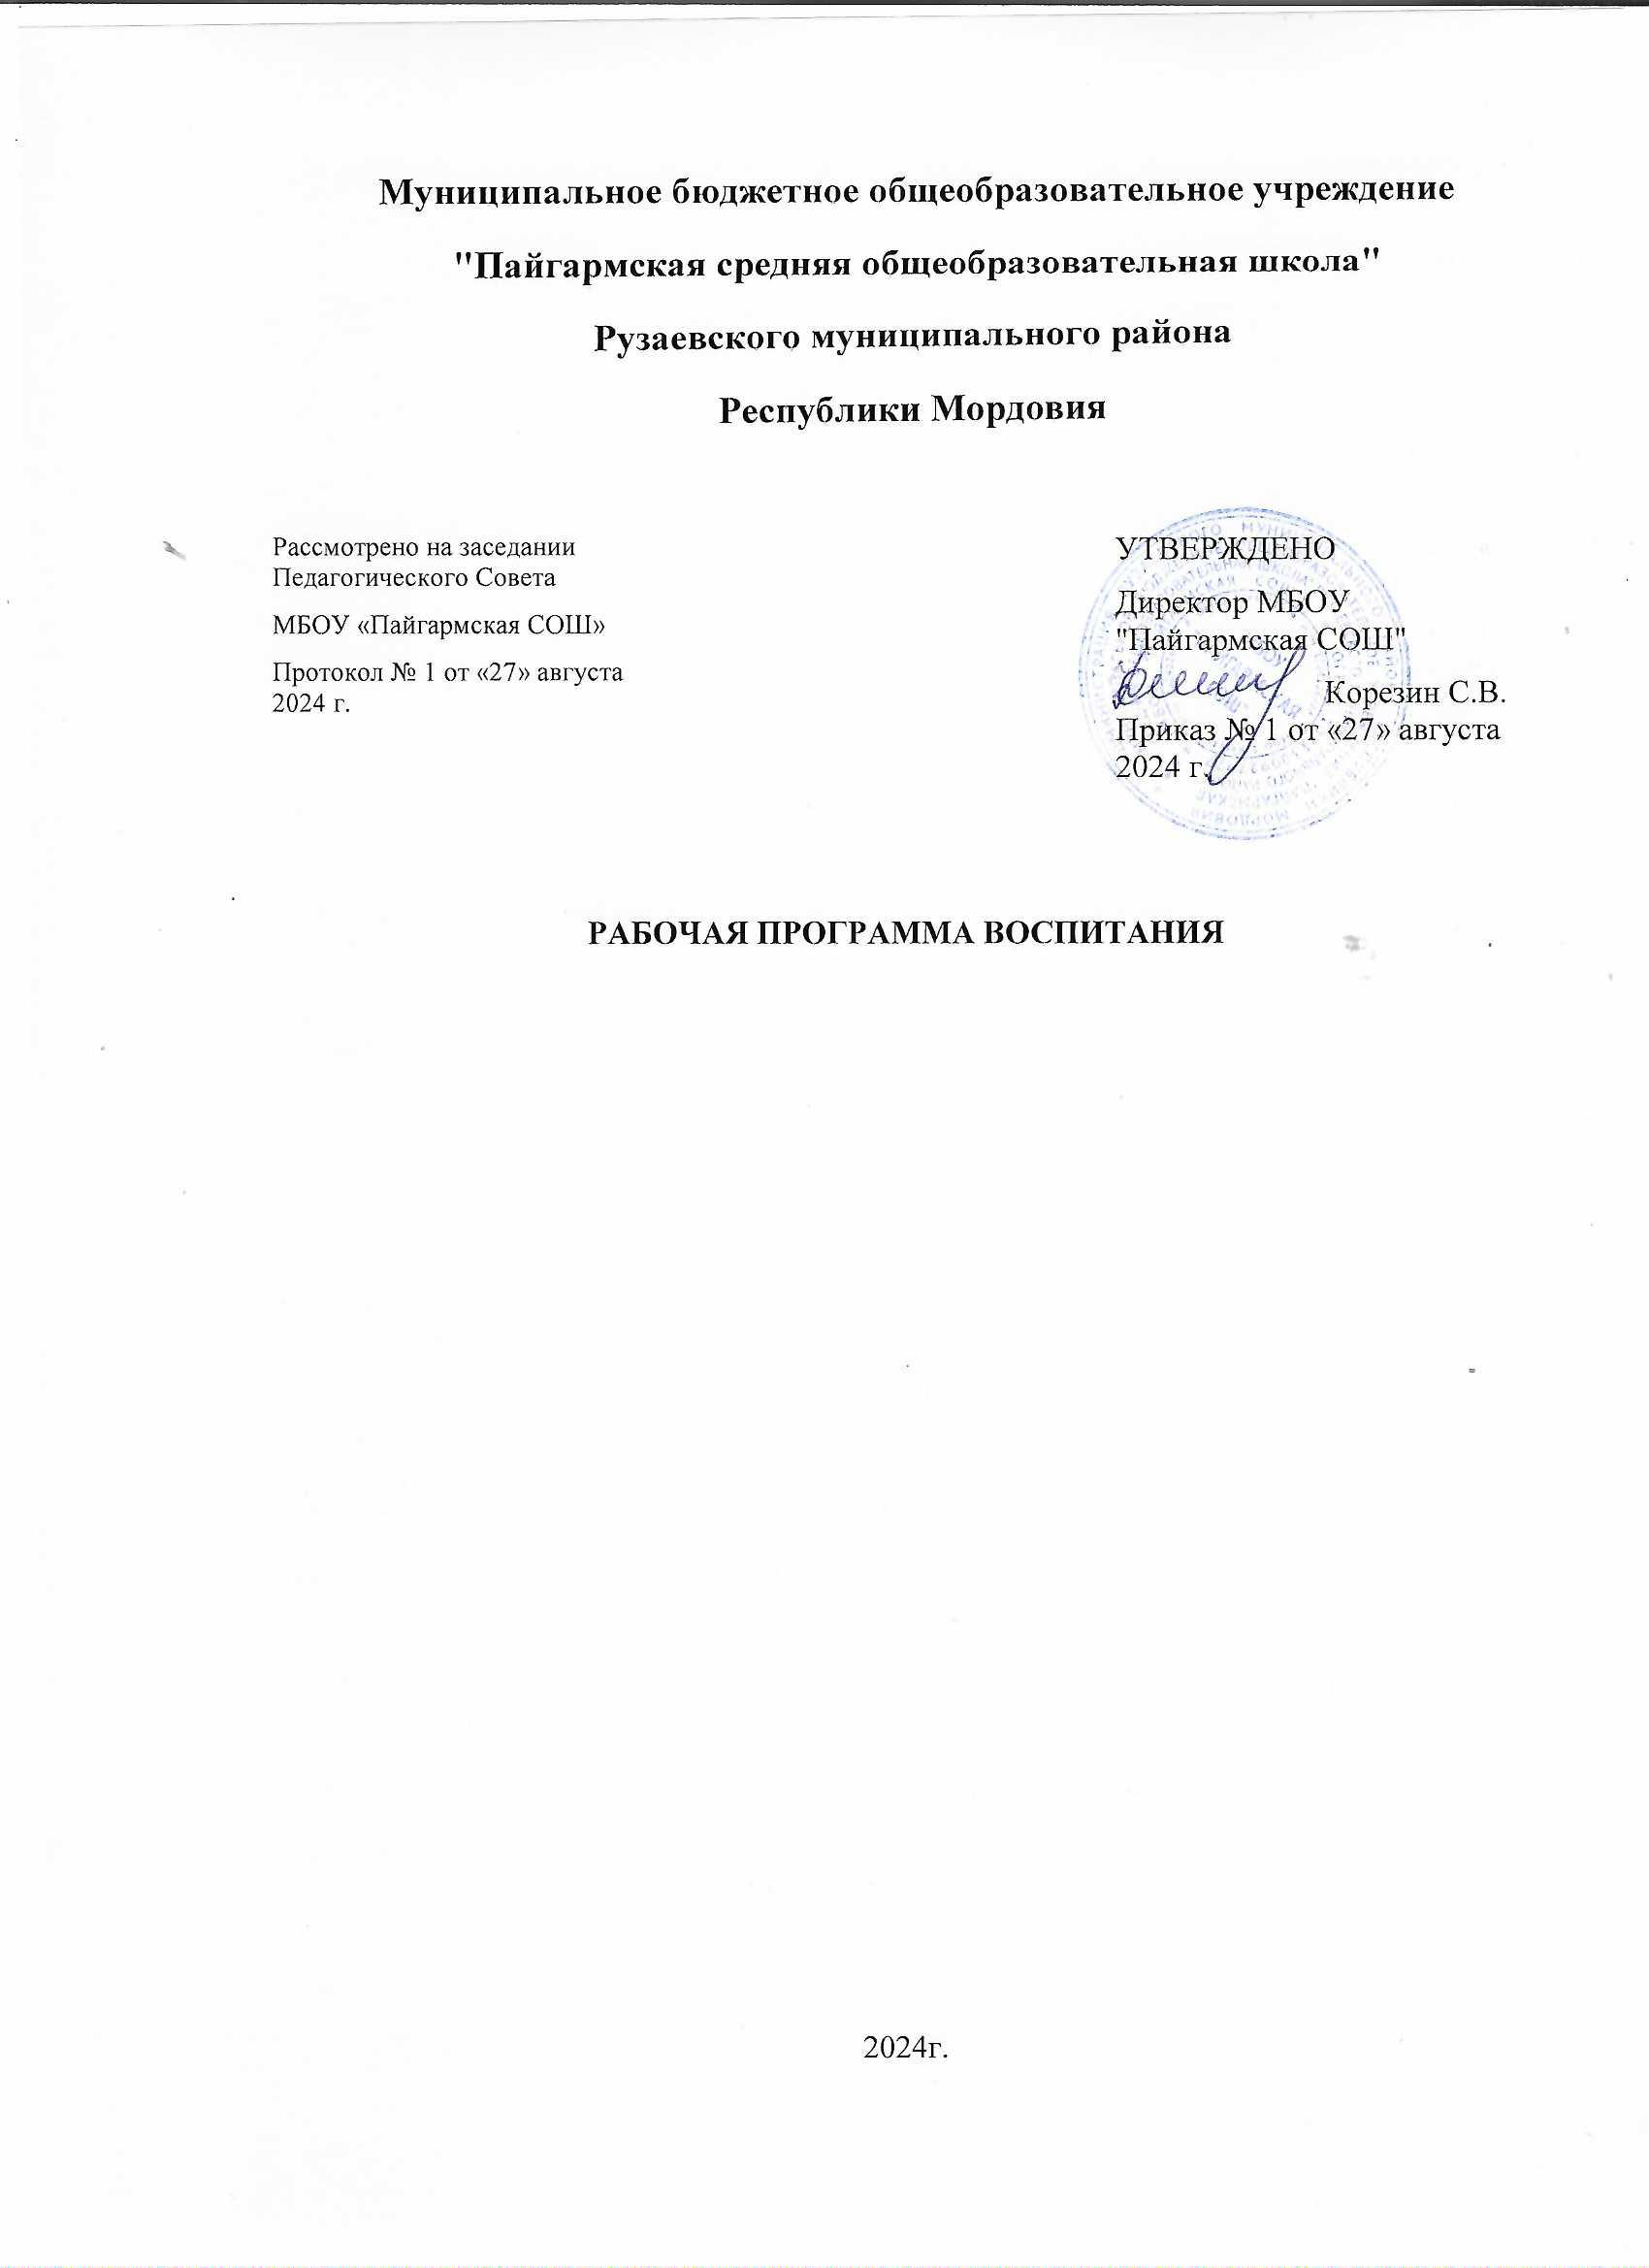 Муниципальное бюджетное общеобразовательное учреждение
"Пайгармская средняя общеобразовательная школа"
Рузаевского муниципального района
Республики Мордовия
Рассмотрено на заседании
Педагогического Совета
МБОУ «Пайгармская СОШ»
Протокол № 1 от «27» августа
2024 г.
УТВЕРЖДЕНО
Директор МБОУ
"Пайгармская СОШ"
Корезин С.В.
Приказ № 1 от «27» августа
2024 г.
РАБОЧАЯ ПРОГРАММА ВОСПИТАНИЯ
2024г.